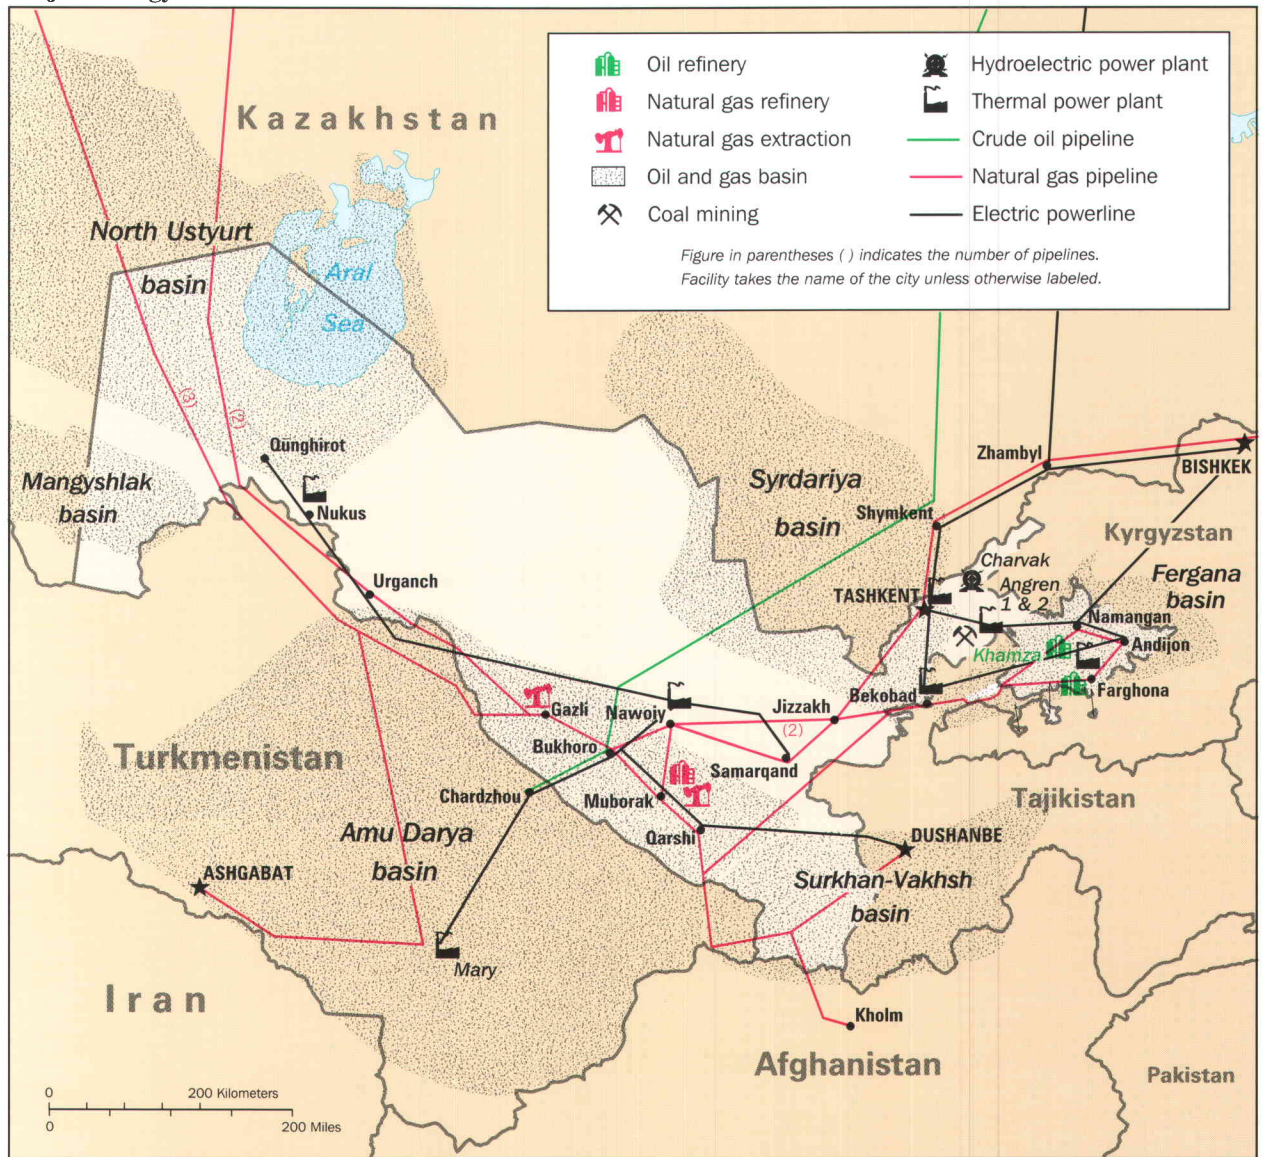 Oil refinery
Natural gas refinery
Natural gas extraction
Oil and gas basin
Coal mining
Hydroelectric power plant
Thermal power plant
Crude oil pipeline
Natural gas pipeline
Electric powerline
Figure in parentheses ( ) indicates the number of pipelines.
Facility takes the name of the city unless otherwise labeled.
Kazakhstan
North Ustyurt
basin
Aral
Sea
(3)
(2)
Qunghirot
Mangyshlak
basin
Nukus
Urganch
Syrdariya
basin
Zhambyl
BISHKEK
Shymkent
Kyrgyzstan
Charvak
Fergana
basin
TASHKENT
Angren
1 & 2
Namangan
Khamza
Andijon
Bekobad
Farghona
Gazli
Nawoiy
Jizzakh
(2)
Bukhoro
Samarqand
Turkmenistan
Chardzhou
Muborak
Tajikistan
Qarshi
DUSHANBE
Amu Darya
basin
ASHGABAT
Surkhan-Vakhsh
basin
Mary
Iran
Kholm
Afghanistan
Pakistan
0
200 Kilometers
0
200 Miles